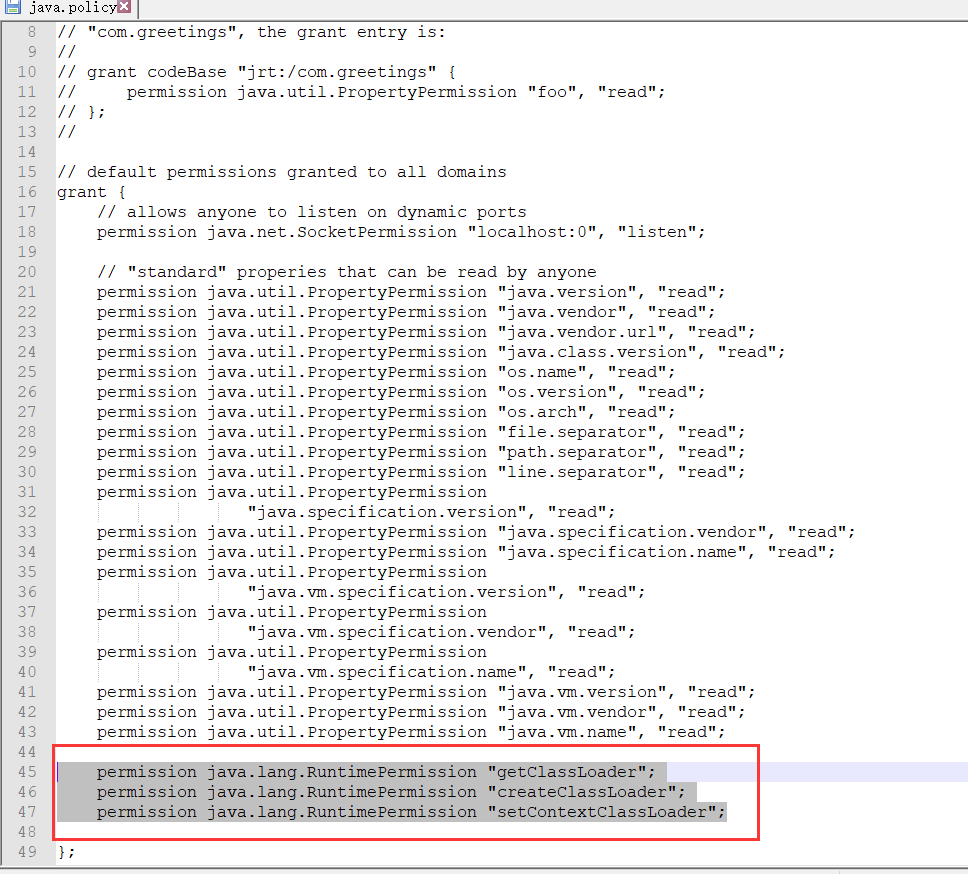 java.policy
8 // "com.greetings", the grant entry is:
9 //
10 // grant codeBase "jrt:/com.greetings" {
11 //     permission java.util.PropertyPermission "foo", "read";
12 // };
13 //
14
15 // default permissions granted to all domains
16 grant {
17     // allows anyone to listen on dynamic ports
18     permission java.net.SocketPermission "localhost:0", "listen";
19
20     // "standard" properies that can be read by anyone
21     permission java.util.PropertyPermission "java.version", "read";
22     permission java.util.PropertyPermission "java.vendor", "read";
23     permission java.util.PropertyPermission "java.vendor.url", "read";
24     permission java.util.PropertyPermission "java.class.version", "read";
25     permission java.util.PropertyPermission "os.name", "read";
26     permission java.util.PropertyPermission "os.version", "read";
27     permission java.util.PropertyPermission "os.arch", "read";
28     permission java.util.PropertyPermission "file.separator", "read";
29     permission java.util.PropertyPermission "path.separator", "read";
30     permission java.util.PropertyPermission "line.separator", "read";
31     permission java.util.PropertyPermission
32                    "java.specification.version", "read";
33     permission java.util.PropertyPermission "java.specification.vendor", "read";
34     permission java.util.PropertyPermission "java.specification.name", "read";
35     permission java.util.PropertyPermission
36                    "java.vm.specification.version", "read";
37     permission java.util.PropertyPermission
38                    "java.vm.specification.vendor", "read";
39     permission java.util.PropertyPermission
40                    "java.vm.specification.name", "read";
41     permission java.util.PropertyPermission "java.vm.version", "read";
42     permission java.util.PropertyPermission "java.vm.vendor", "read";
43     permission java.util.PropertyPermission "java.vm.name", "read";
44
45     permission java.lang.RuntimePermission "getClassLoader";
46     permission java.lang.RuntimePermission "createClassLoader";
47     permission java.lang.RuntimePermission "setContextClassLoader";
48
49 };